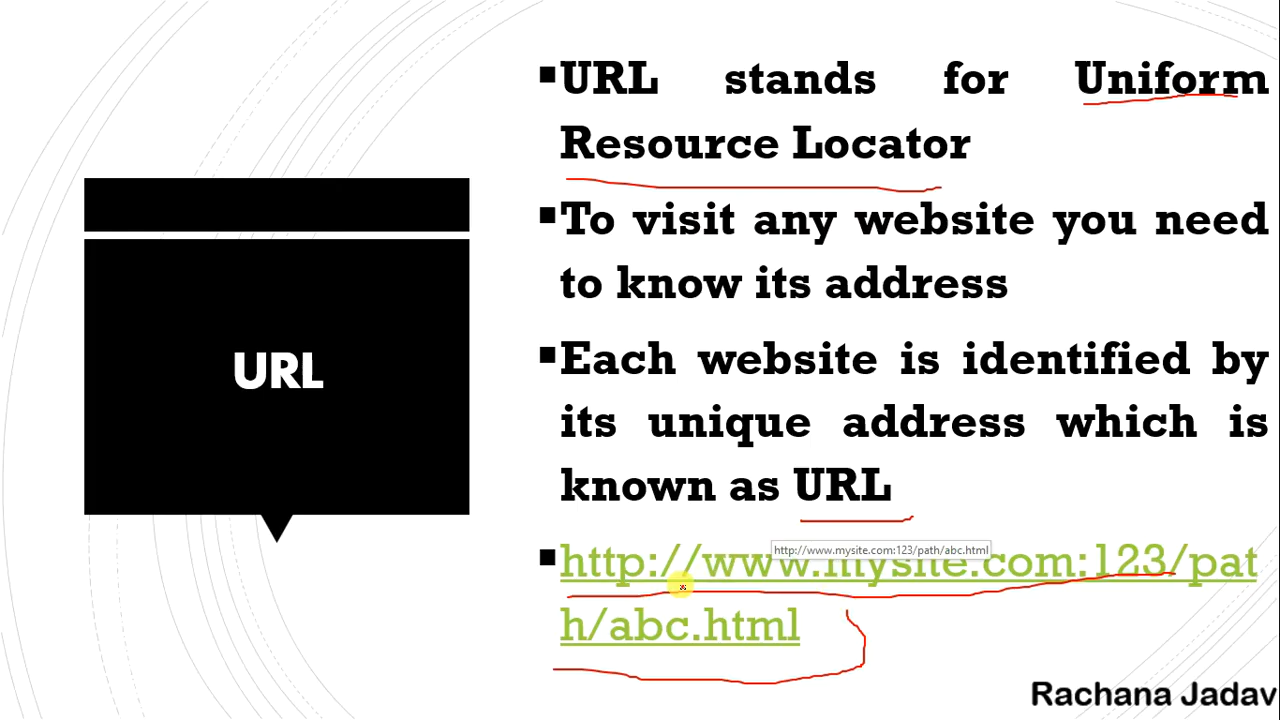 URL
▪URL stands for Uniform
Resource Locator
▪To visit any website you need
to know its address
▪Each website is identified by
its unique address which is
known as URL
http://www.mysite.com:123/path/abc.html
▪http://www.mysite.com:123/pat
h/abc.html
Rachana Jadav